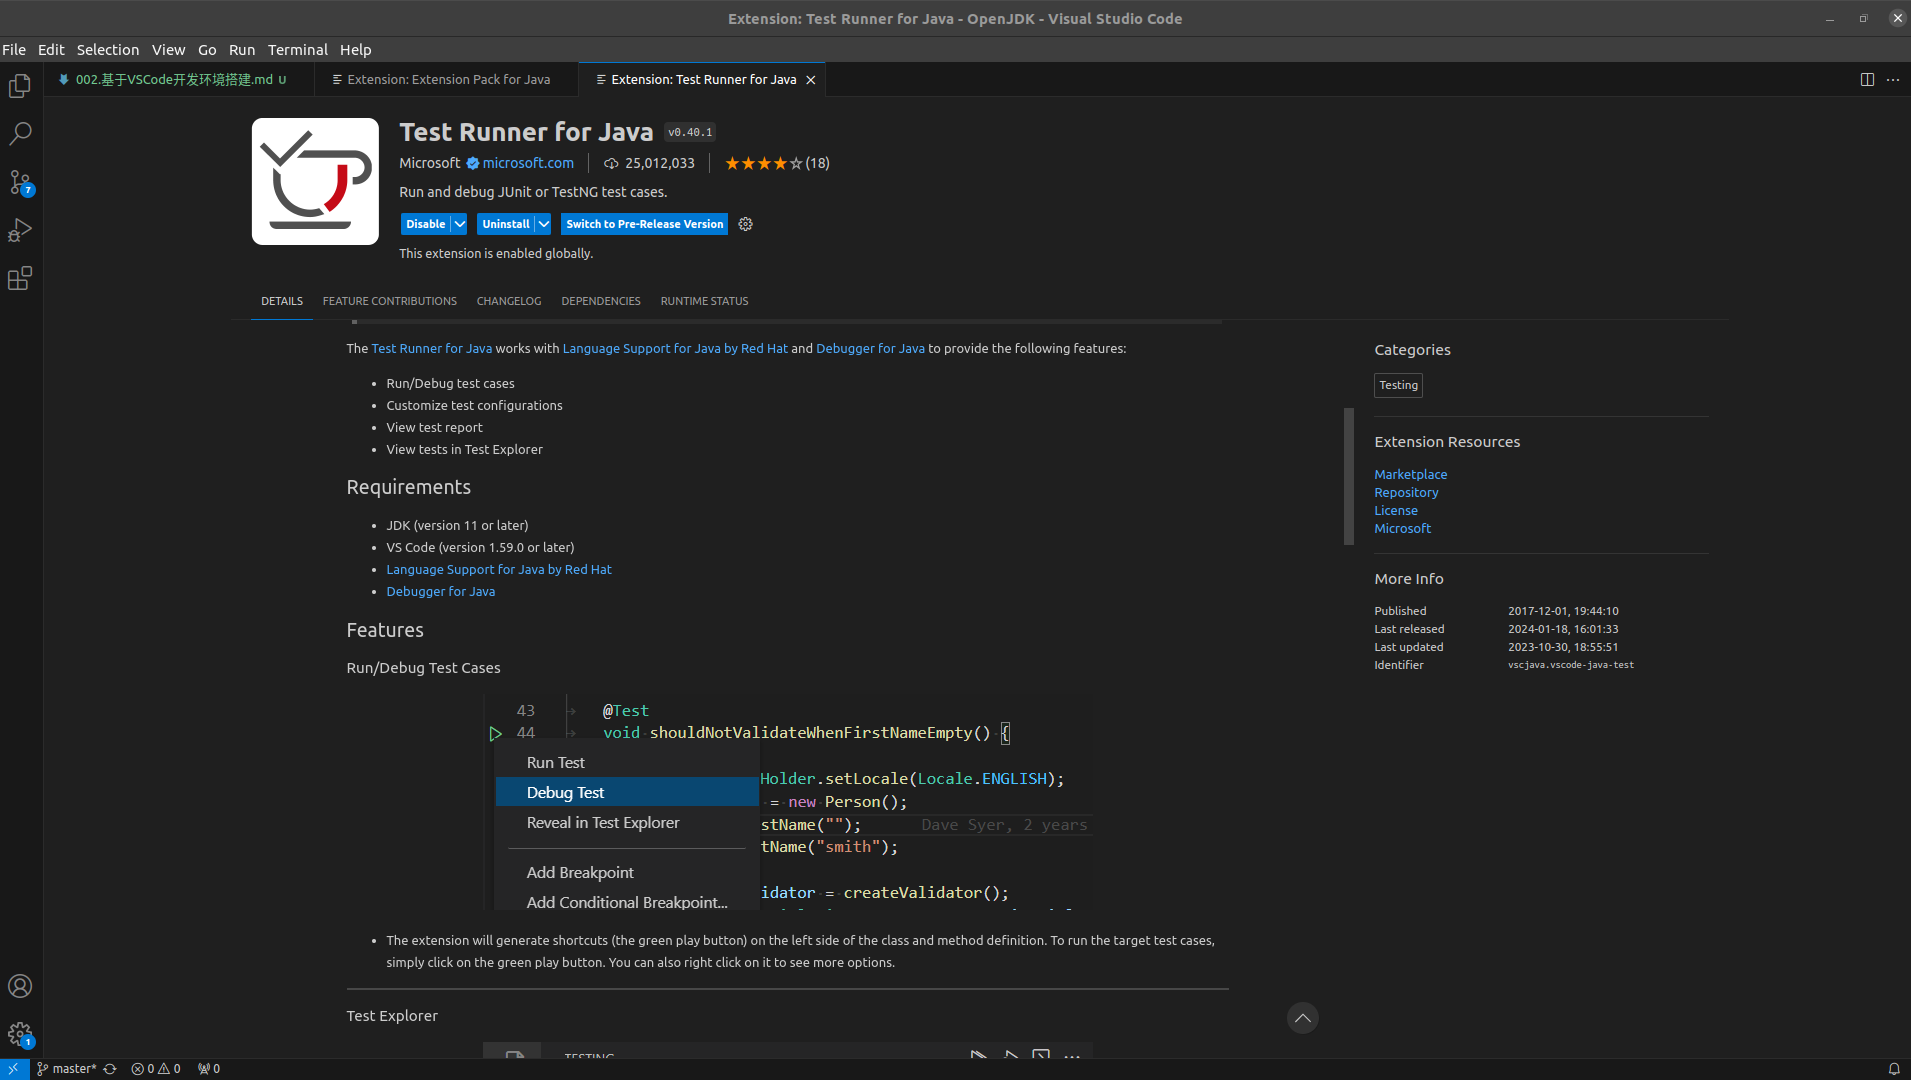 Extension: Test Runner for Java - OpenJDK - Visual Studio Code
File Edit Selection View Go Run Terminal Help
002.基于VSCode开发环境搭建.md U
Extension: Extension Pack for Java
Extension: Test Runner for Java
Test Runner for Java v0.40.1
Microsoft microsoft.com 25,012,033 (18)
Run and debug JUnit or TestNG test cases.
Disable Uninstall Switch to Pre-Release Version
This extension is enabled globally.
DETAILS FEATURE CONTRIBUTIONS CHANGELOG DEPENDENCIES RUNTIME STATUS
The Test Runner for Java works with Language Support for Java by Red Hat and Debugger for Java to provide the following features:
• Run/Debug test cases
• Customize test configurations
• View test report
• View tests in Test Explorer
Requirements
• JDK (version 11 or later)
• VS Code (version 1.59.0 or later)
• Language Support for Java by Red Hat
• Debugger for Java
Features
Run/Debug Test Cases
43 @Test
44 void shouldNotValidateWhenFirstNameEmpty() {
Run Test
Debug Test
Reveal in Test Explorer
Add Breakpoint
Add Conditional Breakpoint...
Holder.setLocale(Locale.ENGLISH);
= new Person();
stName(""); Dave Syer, 2 years
tName("smith");
idator = createValidator();
• The extension will generate shortcuts (the green play button) on the left side of the class and method definition. To run the target test cases,
simply click on the green play button. You can also right click on it to see more options.
Test Explorer
TESTING
Categories
Testing
Extension Resources
Marketplace
Repository
License
Microsoft
More Info
Published 2017-12-01, 19:44:10
Last released 2024-01-18, 16:01:33
Last updated 2023-10-30, 18:55:51
Identifier vscjava.vscode-java-test
7
1
master* 0 0 0